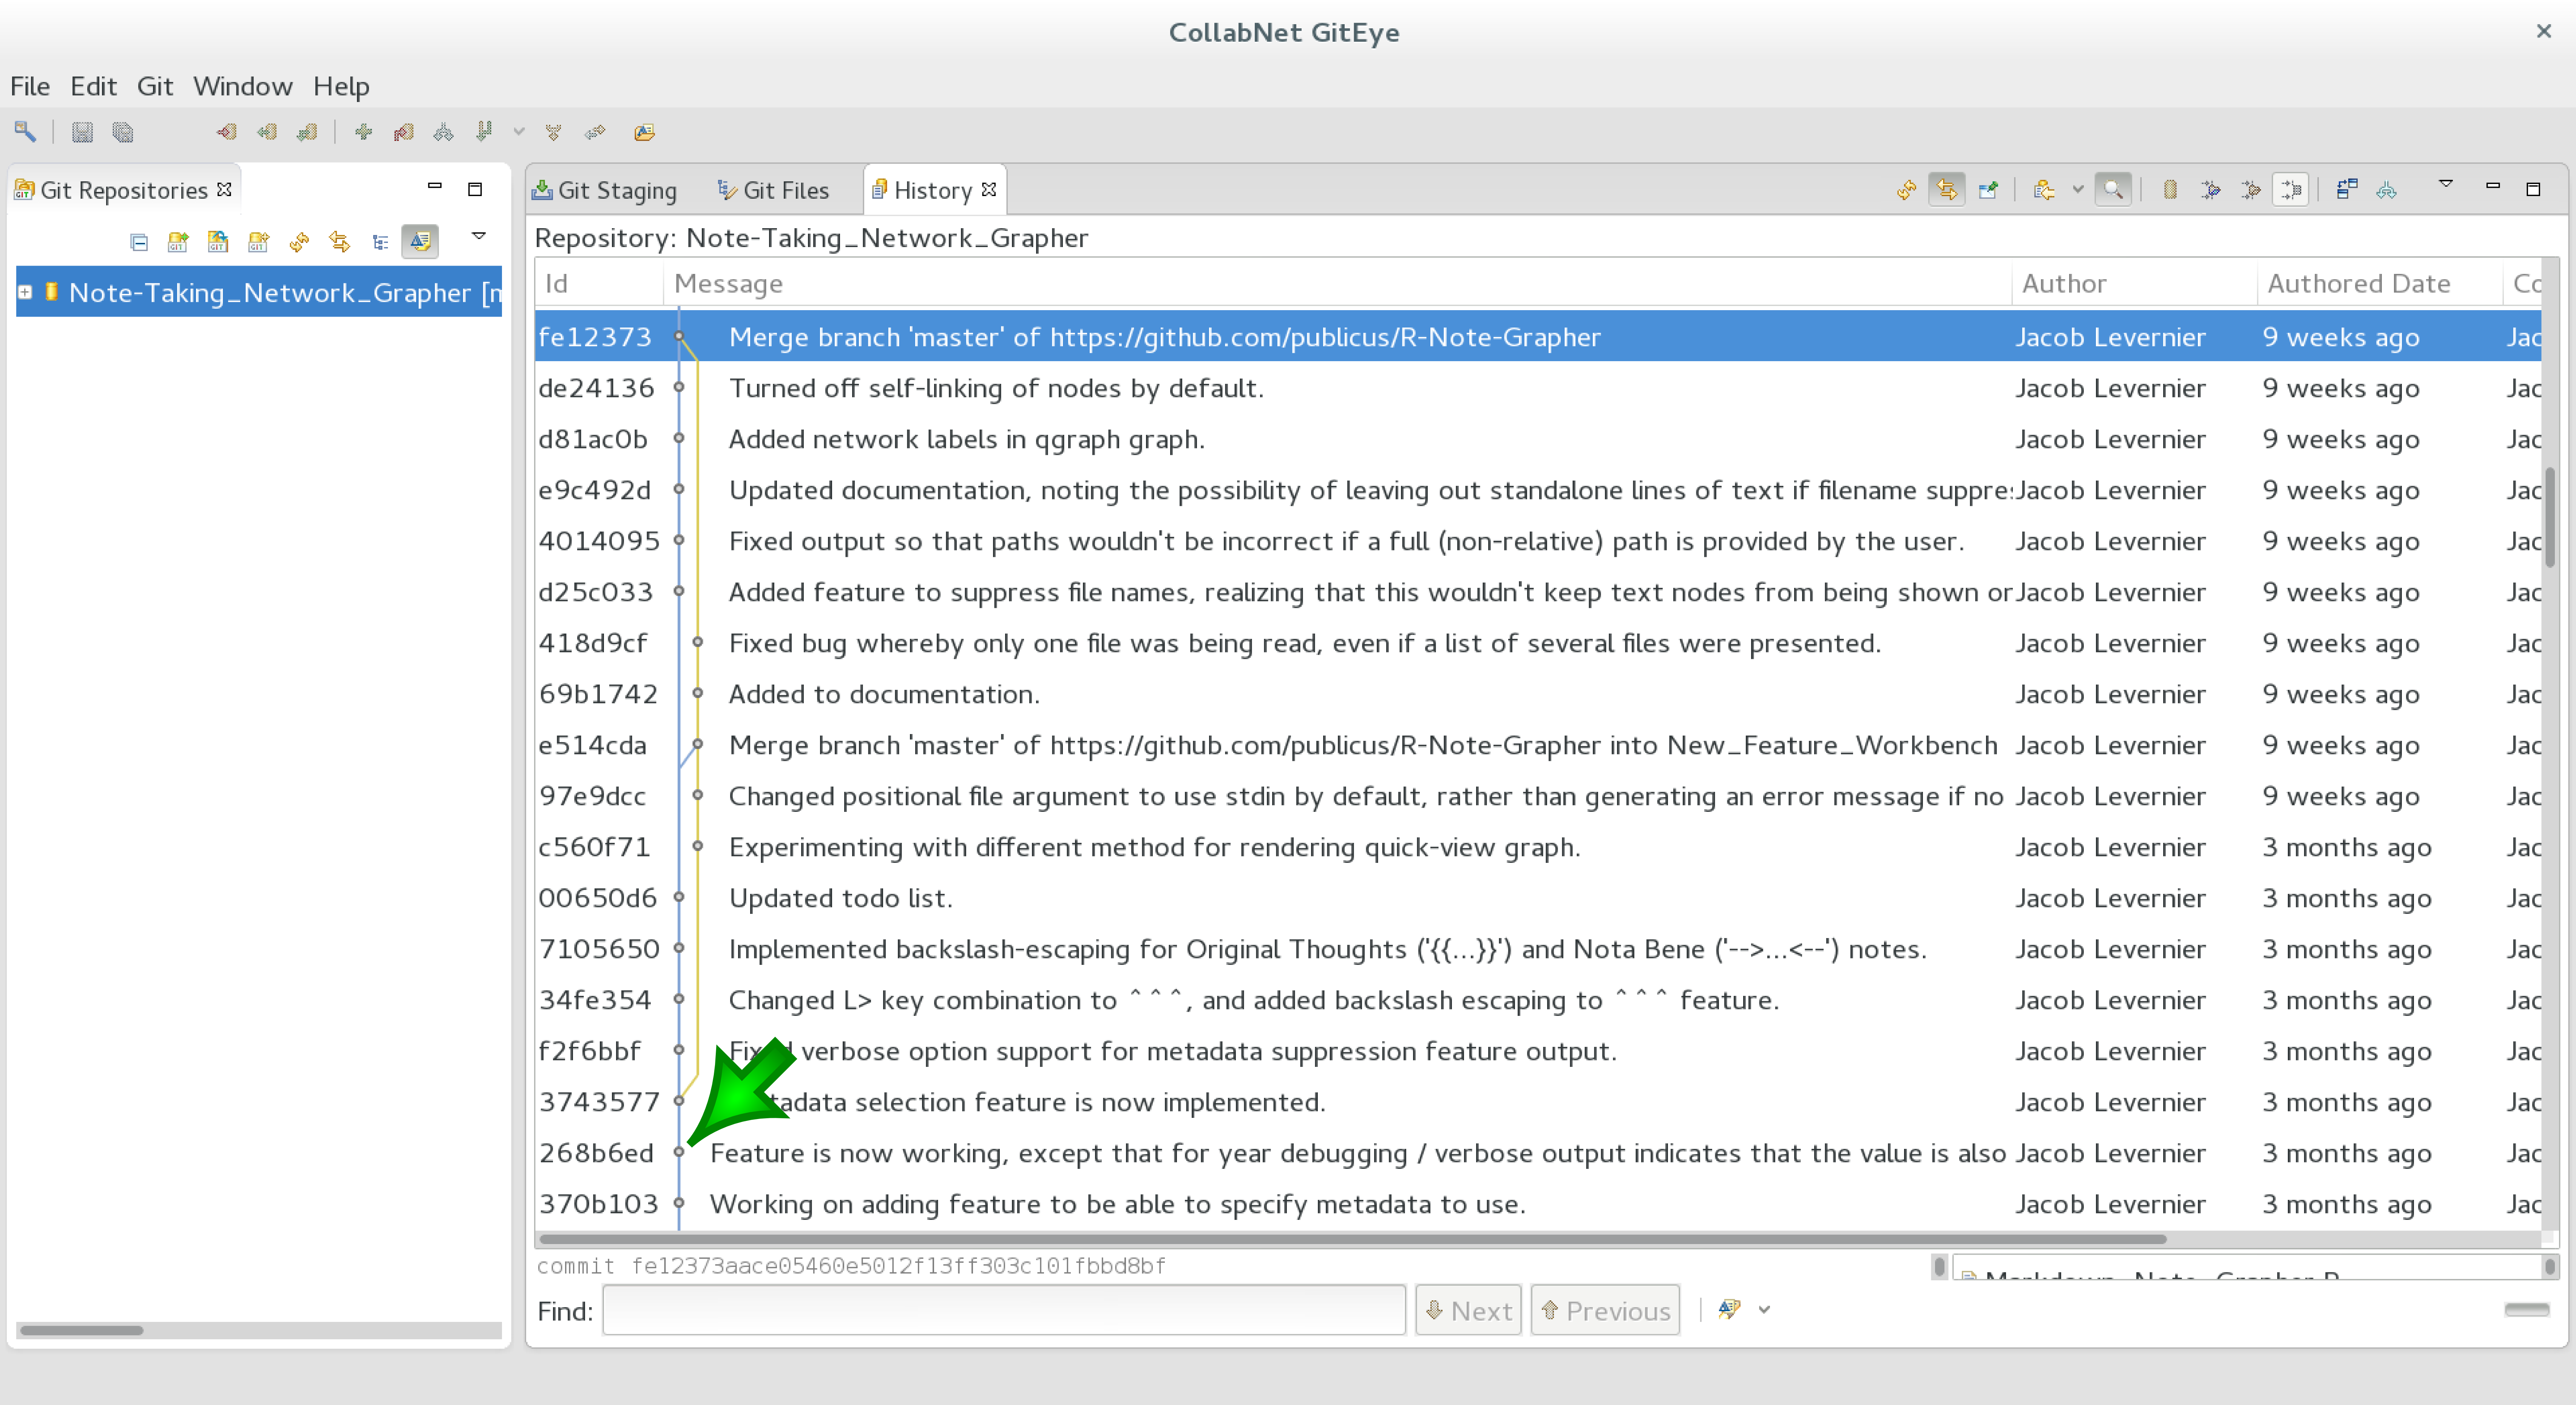 CollabNet GitEye
File Edit Git Window Help
Git Repositories
Note-Taking_Network_Grapher
Git Staging Git Files History
Repository: Note-Taking_Network_Grapher
Id Message Author Authored Date Co
fe12373 Merge branch 'master' of https://github.com/publicus/R-Note-Grapher Jacob Levernier 9 weeks ago Jac
de24136 Turned off self-linking of nodes by default. Jacob Levernier 9 weeks ago Jac
d81ac0b Added network labels in qgraph graph. Jacob Levernier 9 weeks ago Jac
e9c492d Updated documentation, noting the possibility of leaving out standalone lines of text if filename suppre Jacob Levernier 9 weeks ago Jac
4014095 Fixed output so that paths wouldn't be incorrect if a full (non-relative) path is provided by the user. Jacob Levernier 9 weeks ago Jac
d25c033 Added feature to suppress file names, realizing that this wouldn't keep text nodes from being shown or Jacob Levernier 9 weeks ago Jac
418d9cf Fixed bug whereby only one file was being read, even if a list of several files were presented. Jacob Levernier 9 weeks ago Jac
69b1742 Added to documentation. Jacob Levernier 9 weeks ago Jac
e514cda Merge branch 'master' of https://github.com/publicus/R-Note-Grapher into New_Feature_Workbench Jacob Levernier 9 weeks ago Jac
97e9dcc Changed positional file argument to use stdin by default, rather than generating an error message if no Jacob Levernier 9 weeks ago Jac
c560f71 Experimenting with different method for rendering quick-view graph. Jacob Levernier 3 months ago Jac
00650d6 Updated todo list. Jacob Levernier 3 months ago Jac
7105650 Implemented backslash-escaping for Original Thoughts ('{{...}}') and Nota Bene ('-->...<--') notes. Jacob Levernier 3 months ago Jac
34fe354 Changed L> key combination to ^^^, and added backslash escaping to ^^^ feature. Jacob Levernier 3 months ago Jac
f2f6bbf verbose option support for metadata suppression feature output. Jacob Levernier 3 months ago Jac
3743577 tadata selection feature is now implemented. Jacob Levernier 3 months ago Jac
268b6ed Feature is now working, except that for year debugging / verbose output indicates that the value is also Jacob Levernier 3 months ago Jac
370b103 Working on adding feature to be able to specify metadata to use. Jacob Levernier 3 months ago Jac
commit fe12373aace05460e5012f13ff303c101fbbd8bf
Find: Next Previous